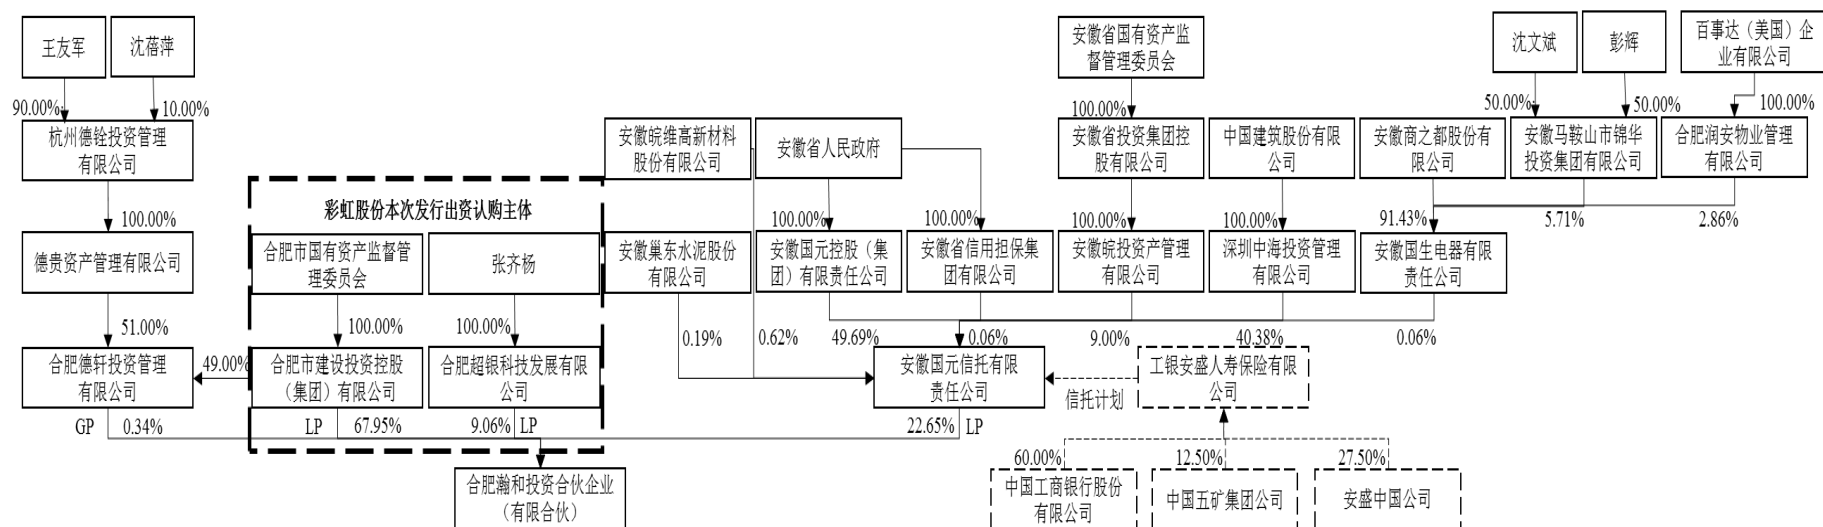 王友军
沈蓓萍
安徽省国有资产监
督管理委员会
沈文斌
彭辉
百事达（美国）企
业有限公司
90.00%
10.00%
100.00%
50.00%
50.00%
100.00%
杭州德铨投资管理
有限公司
安徽皖维高新材料
股份有限公司
安徽省人民政府
安徽省投资集团控
股有限公司
中国建筑股份有限
公司
安徽商之都股份有
限公司
安徽马鞍山市锦华
投资集团有限公司
合肥润安物业管理
有限公司
彩虹股份本次发行出资认购主体
100.00%
100.00%
100.00%
100.00%
100.00%
91.43%
5.71%
2.86%
德贵资产管理有限公司
合肥市国有资产监督管
理委员会
张齐杨
安徽巢东水泥股份
有限公司
安徽国元控股（集
团）有限责任公司
安徽省信用担保集
团有限公司
安徽皖投资产管理
有限公司
深圳中海投资管理
有限公司
安徽国生电器有限
责任公司
51.00%
100.00%
100.00%
0.19%
0.62%
49.69%
0.06%
9.00%
40.38%
0.06%
合肥德轩投资管理
有限公司
49.00%
合肥市建设投资控股
（集团）有限公司
合肥超银科技发展有限
公司
安徽国元信托有限
责任公司
信托计划
工银安盛人寿保险有限
公司
GP
0.34%
LP
67.95%
9.06%
LP
22.65%
LP
60.00%
12.50%
27.50%
合肥瀚和投资合伙企业
（有限合伙）
中国工商银行股份
有限公司
中国五矿集团公司
安盛中国公司